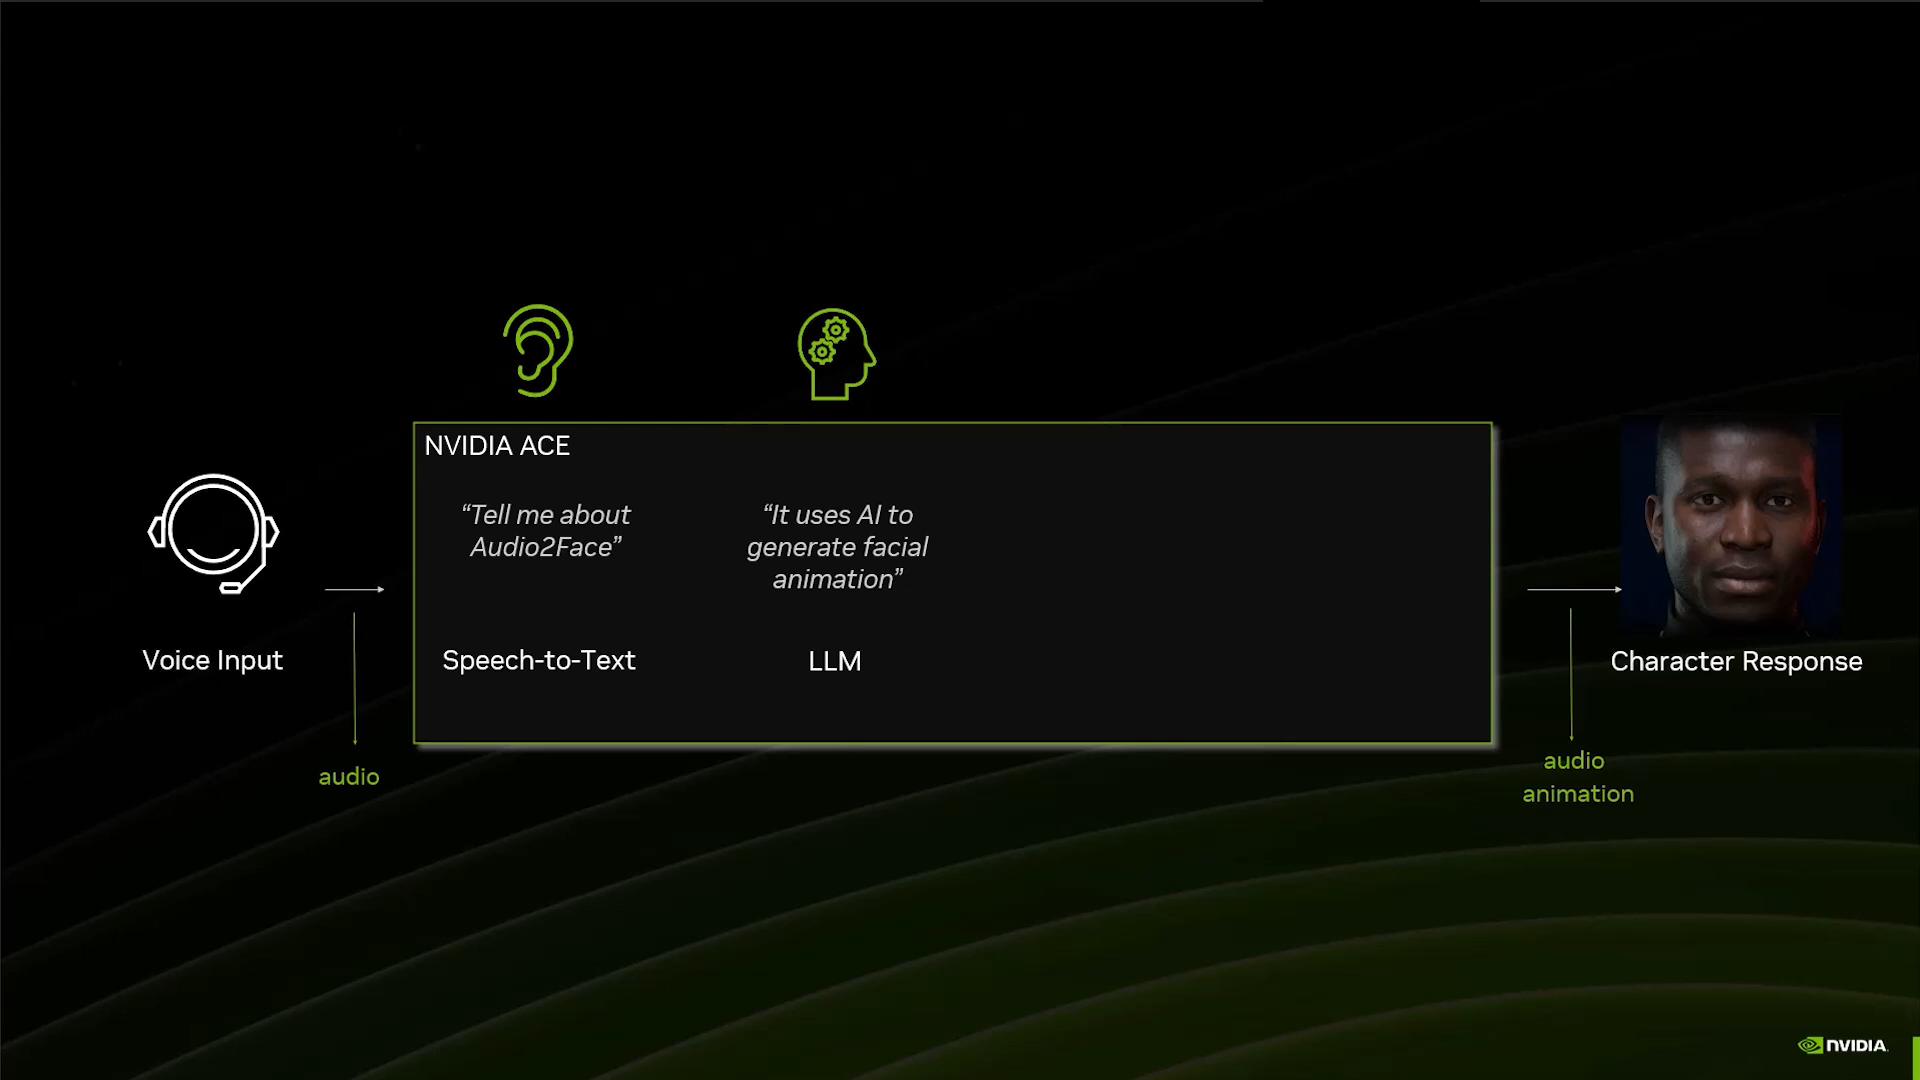 NVIDIA ACE
“Tell me about
Audio2Face”
“It uses AI to
generate facial
animation”
Voice Input
Speech-to-Text
LLM
Character Response
audio
audio
animation
NVIDIA.